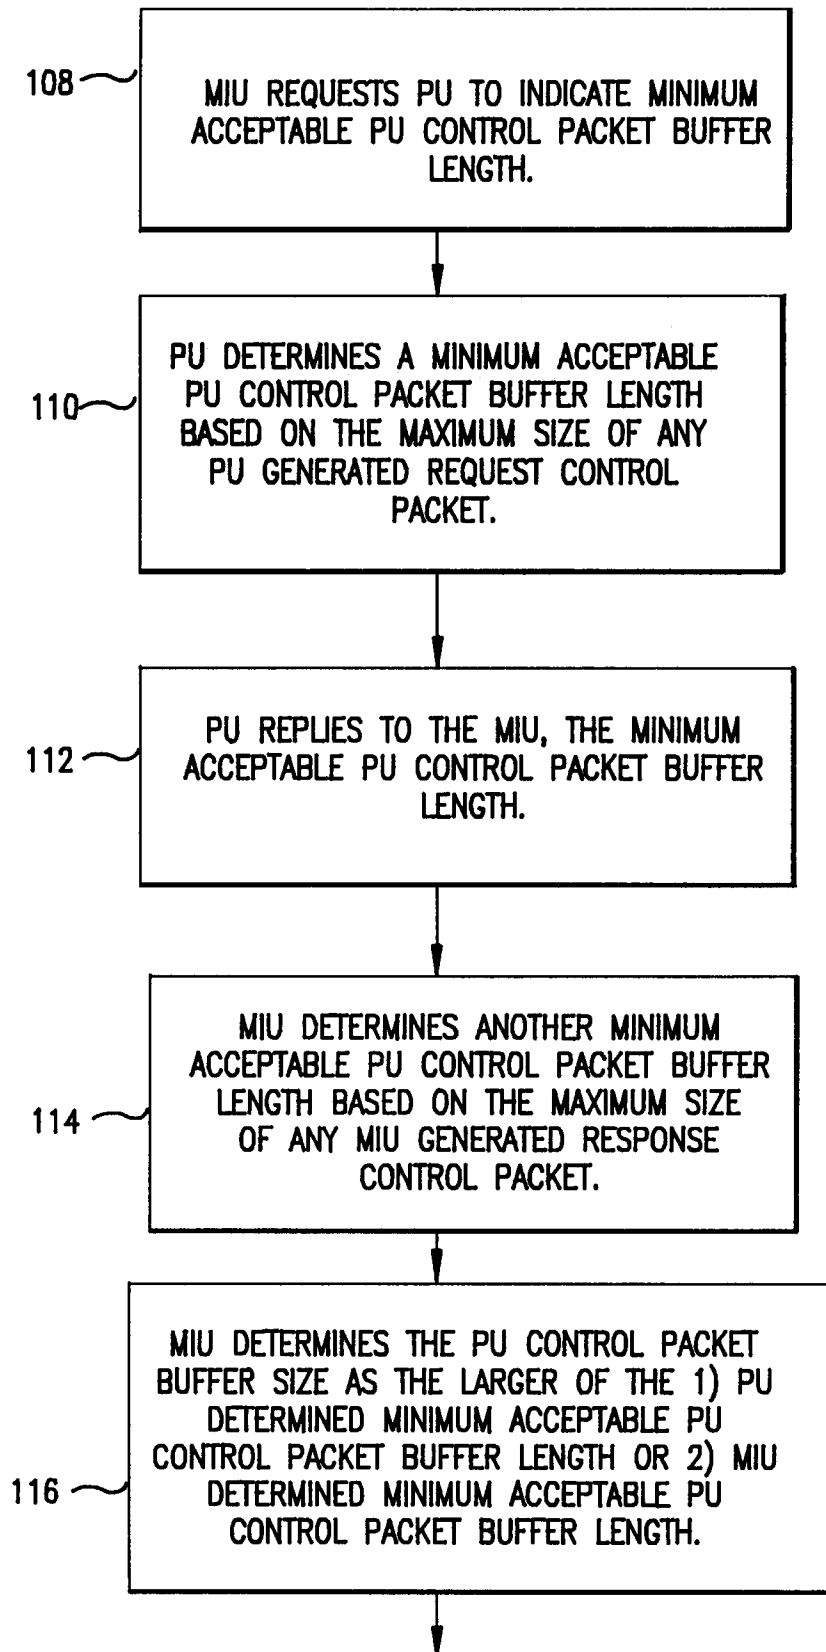 108
MIU REQUESTS PU TO INDICATE MINIMUM
ACCEPTABLE PU CONTROL PACKET BUFFER
LENGTH.
110
PU DETERMINES A MINIMUM ACCEPTABLE
PU CONTROL PACKET BUFFER LENGTH
BASED ON THE MAXIMUM SIZE OF ANY
PU GENERATED REQUEST CONTROL
PACKET.
112
PU REPLIES TO THE MIU, THE MINIMUM
ACCEPTABLE PU CONTROL PACKET BUFFER
LENGTH.
114
MIU DETERMINES ANOTHER MINIMUM
ACCEPTABLE PU CONTROL PACKET BUFFER
LENGTH BASED ON THE MAXIMUM SIZE
OF ANY MIU GENERATED RESPONSE
CONTROL PACKET.
116
MIU DETERMINES THE PU CONTROL PACKET
BUFFER SIZE AS THE LARGER OF THE 1) PU
DETERMINED MINIMUM ACCEPTABLE PU
CONTROL PACKET BUFFER LENGTH OR 2) MIU
DETERMINED MINIMUM ACCEPTABLE PU
CONTROL PACKET BUFFER LENGTH.